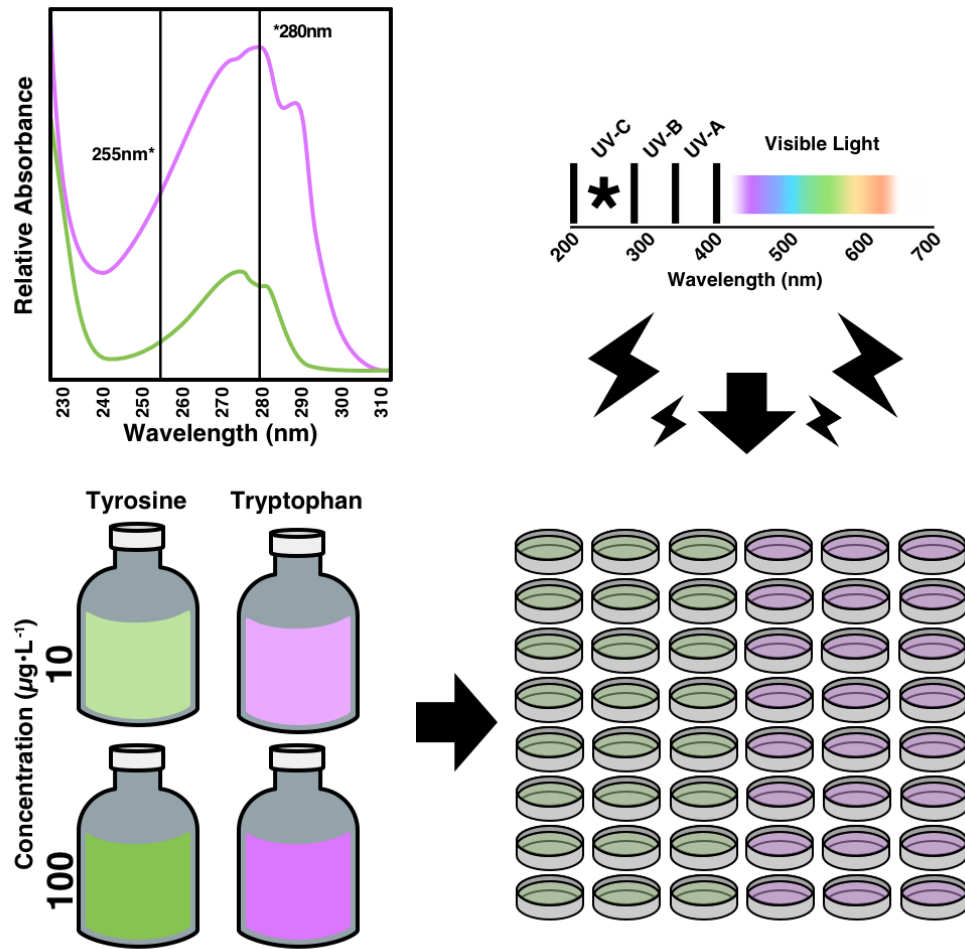 *280nm
255nm*
Relative Absorbance
230 240 250 260 270 280 290 300 310
Wavelength (nm)
UV-C UV-B UV-A
Visible Light
*
200 300 400 500 600 700
Wavelength (nm)
Tyrosine Tryptophan
Concentration (µg·L⁻¹)
10
100